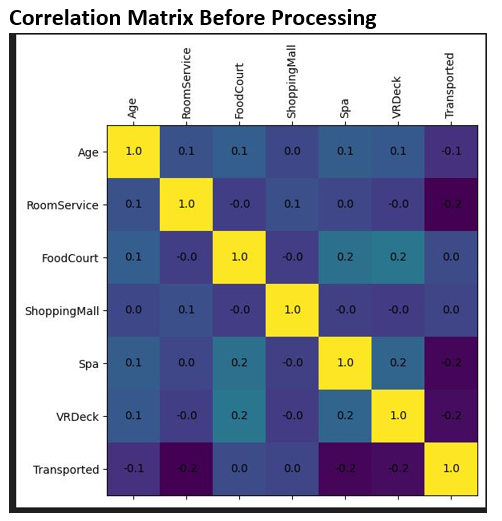 Correlation Matrix Before Processing
Age RoomService FoodCourt ShoppingMall Spa VRDeck Transported
Age 1.0 0.1 0.1 0.0 0.1 0.1 -0.1
RoomService 0.1 1.0 -0.0 0.1 0.0 -0.0 -0.2
FoodCourt 0.1 -0.0 1.0 -0.0 0.2 0.2 0.0
ShoppingMall 0.0 0.1 -0.0 1.0 -0.0 -0.0 0.0
Spa 0.1 0.0 0.2 -0.0 1.0 0.2 -0.2
VRDeck 0.1 -0.0 0.2 -0.0 0.2 1.0 -0.2
Transported -0.1 -0.2 0.0 0.0 -0.2 -0.2 1.0